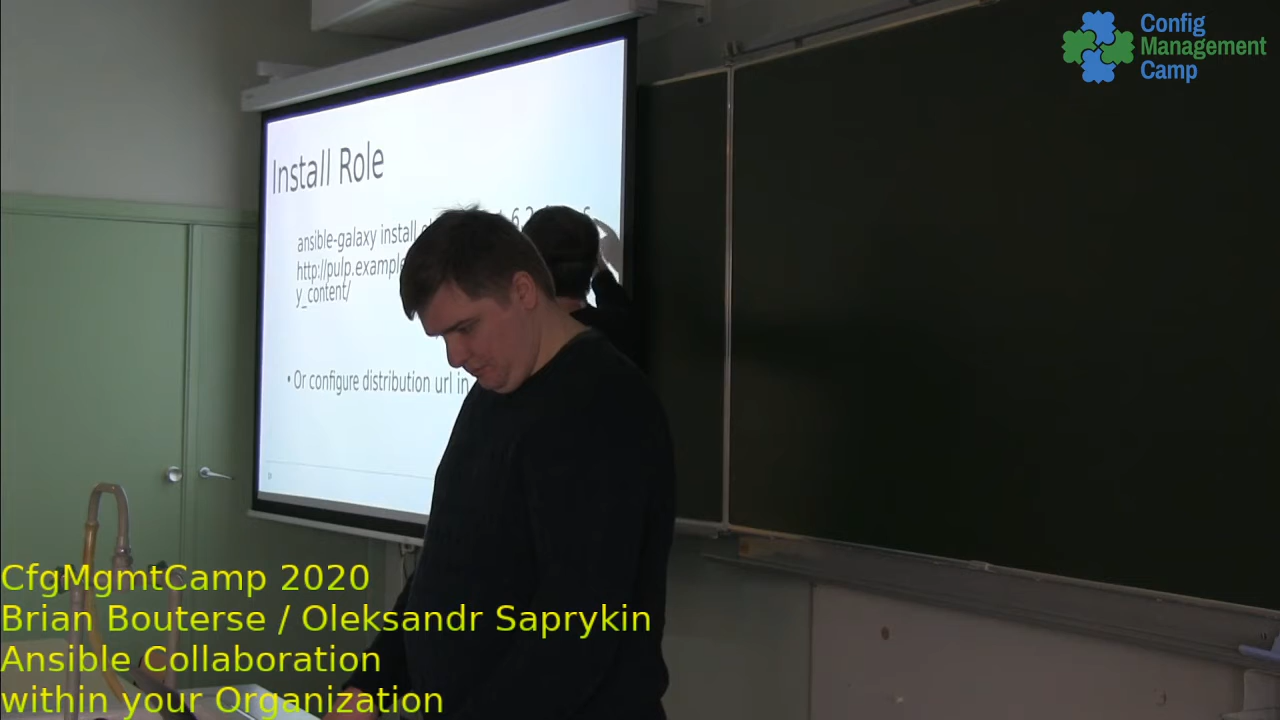 Config
Management
Camp
Install Role
ansible-galaxy install
http://pulp.example
y_content/
• Or configure distribution url in
CfgMgmtCamp 2020
Brian Bouterse / Oleksandr Saprykin
Ansible Collaboration
within your Organization